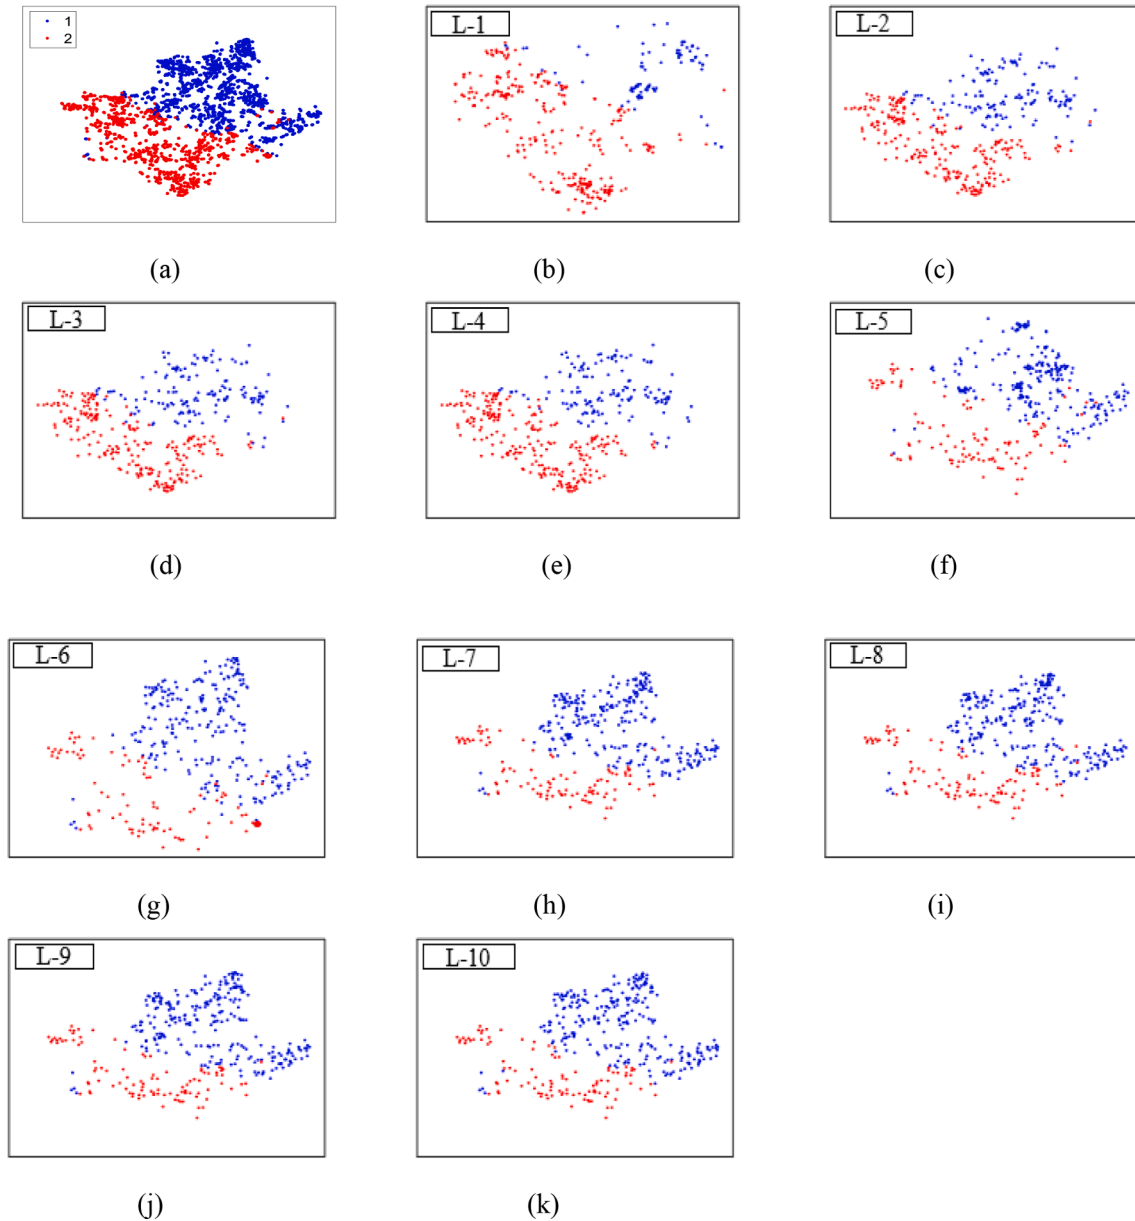 1
2
L-1
L-2
(a)
(b)
(c)
L-3
L-4
L-5
(d)
(e)
(f)
L-6
L-7
L-8
(g)
(h)
(i)
L-9
L-10
(j)
(k)